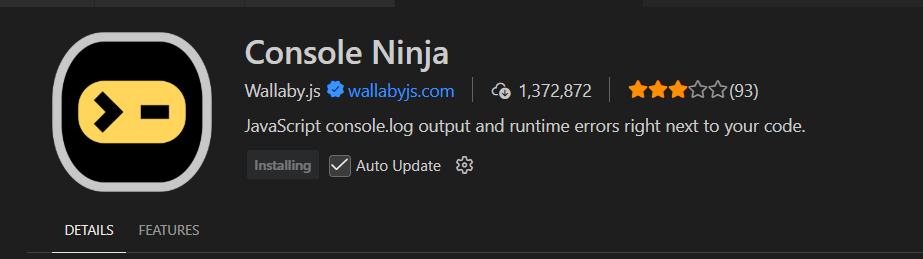 Console Ninja
Wallaby.js wallabyjs.com 1,372,872 (93)
JavaScript console.log output and runtime errors right next to your code.
Installing Auto Update
DETAILS FEATURES